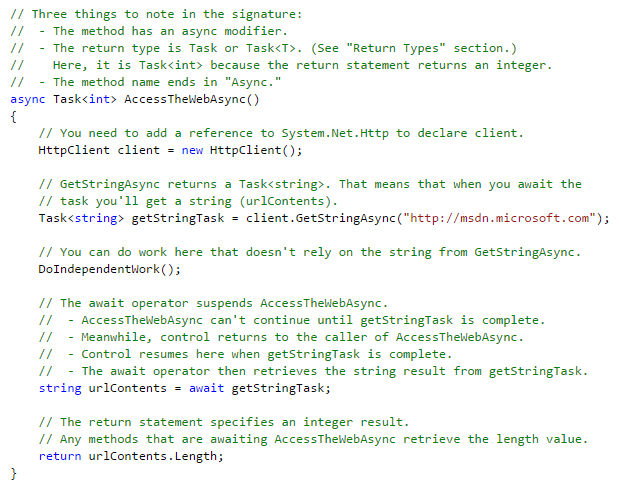 // Three things to note in the signature:
//  - The method has an async modifier.
//  - The return type is Task or Task<T>. (See "Return Types" section.)
//    Here, it is Task<int> because the return statement returns an integer.
//  - The method name ends in "Async."
async Task<int> AccessTheWebAsync()
{
    // You need to add a reference to System.Net.Http to declare client.
    HttpClient client = new HttpClient();

    // GetStringAsync returns a Task<string>. That means that when you await the
    // task you'll get a string (urlContents).
    Task<string> getStringTask = client.GetStringAsync("http://msdn.microsoft.com");

    // You can do work here that doesn't rely on the string from GetStringAsync.
    DoIndependentWork();

    // The await operator suspends AccessTheWebAsync.
    //  - AccessTheWebAsync can't continue until getStringTask is complete.
    //  - Meanwhile, control returns to the caller of AccessTheWebAsync.
    //  - Control resumes here when getStringTask is complete.
    //  - The await operator then retrieves the string result from getStringTask.
    string urlContents = await getStringTask;

    // The return statement specifies an integer result.
    // Any methods that are awaiting AccessTheWebAsync retrieve the length value.
    return urlContents.Length;
}